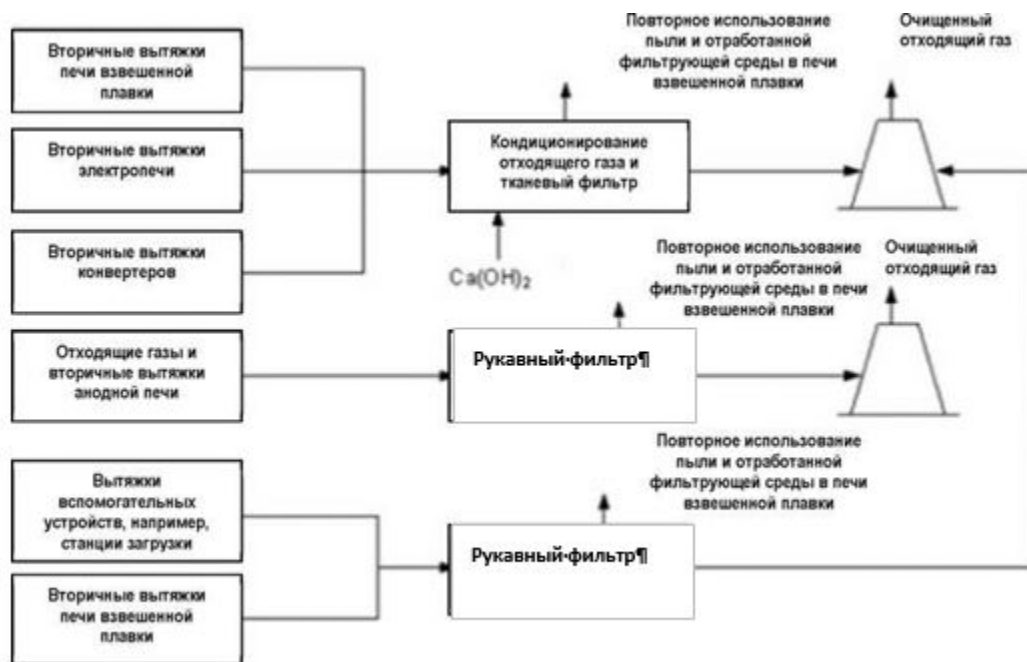 Вторичные вытяжки
печи взвешенной
плавки
Вторичные вытяжки
электропечи
Вторичные вытяжки
конвертеров
Отходящие газы и
вторичные вытяжки
анодной печи
Вытяжки
вспомогательных
устройств, например,
станции загрузки
Вторичные вытяжки
печи взвешенной
плавки
Повторное использование
пыли и отработанной
фильтрующей среды в печи
взвешенной плавки
Очищенный
отходящий газ
Кондиционирование
отходящего газа и
тканевый фильтр
Ca(OH)2
Повторное использование
пыли и отработанной
фильтрующей среды в печи
взвешенной плавки
Очищенный
отходящий газ
Рукавный·фильтр¶
Повторное использование
пыли и отработанной
фильтрующей среды в печи
взвешенной плавки
Рукавный·фильтр¶